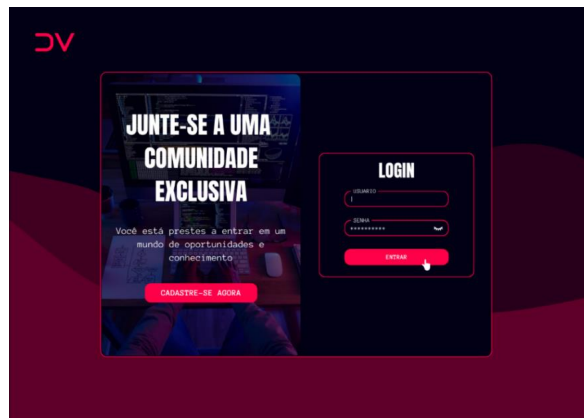 DV
JUNTE-SE A UMA
COMUNIDADE
EXCLUSIVA
Você está prestes a entrar em um
mundo de oportunidades e
conhecimento
CADASTRE-SE AGORA
LOGIN
USUARIO
SENHA
**********
ENTRAR